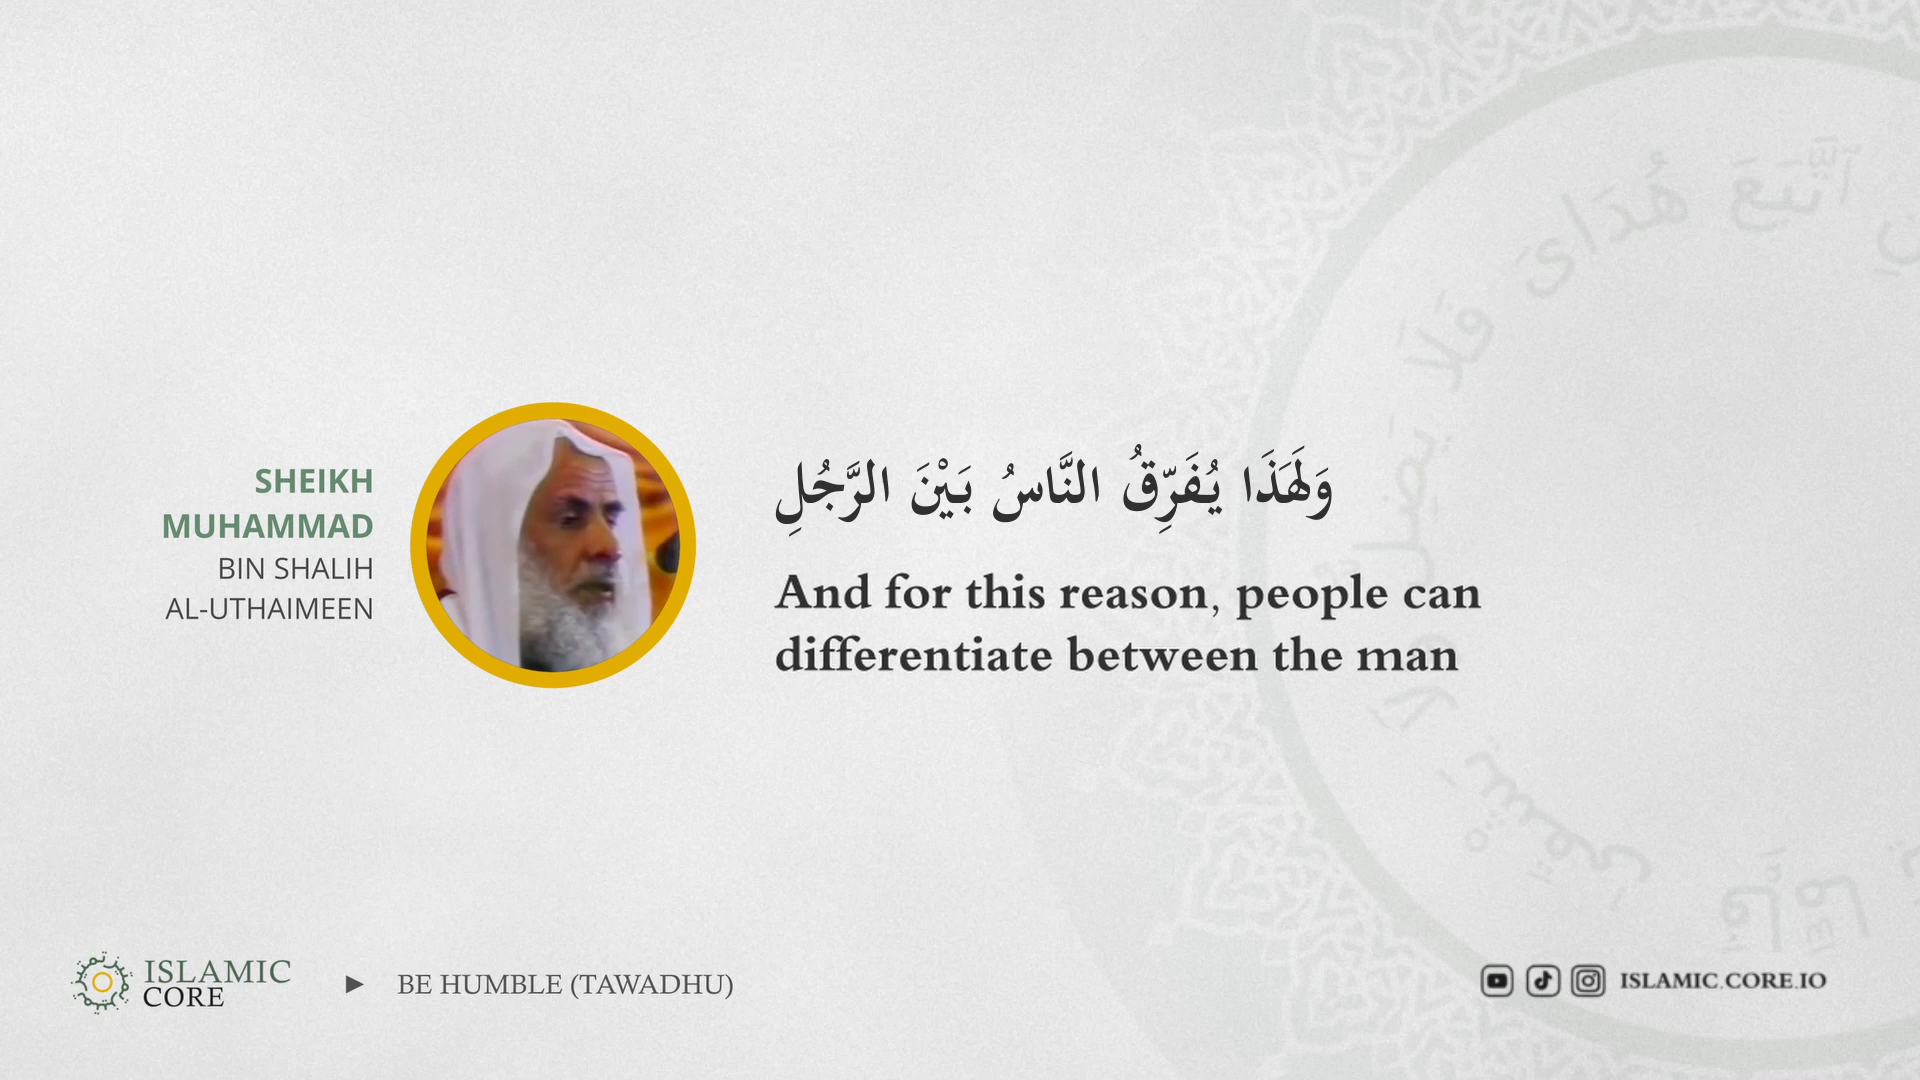 SHEIKH
MUHAMMAD
BIN SHALIH
AL-UTHAIMEEN
وَلَهَذَا يُفَرِّقُ النَّاسُ بَيْنَ الرَّجُلِ
And for this reason, people can
differentiate between the man
ISLAMIC
CORE
BE HUMBLE (TAWADHU)
ISLAMIC.CORE.IO
هُدَاىَ
فَلَا
يَضِلُّ
وَلَا